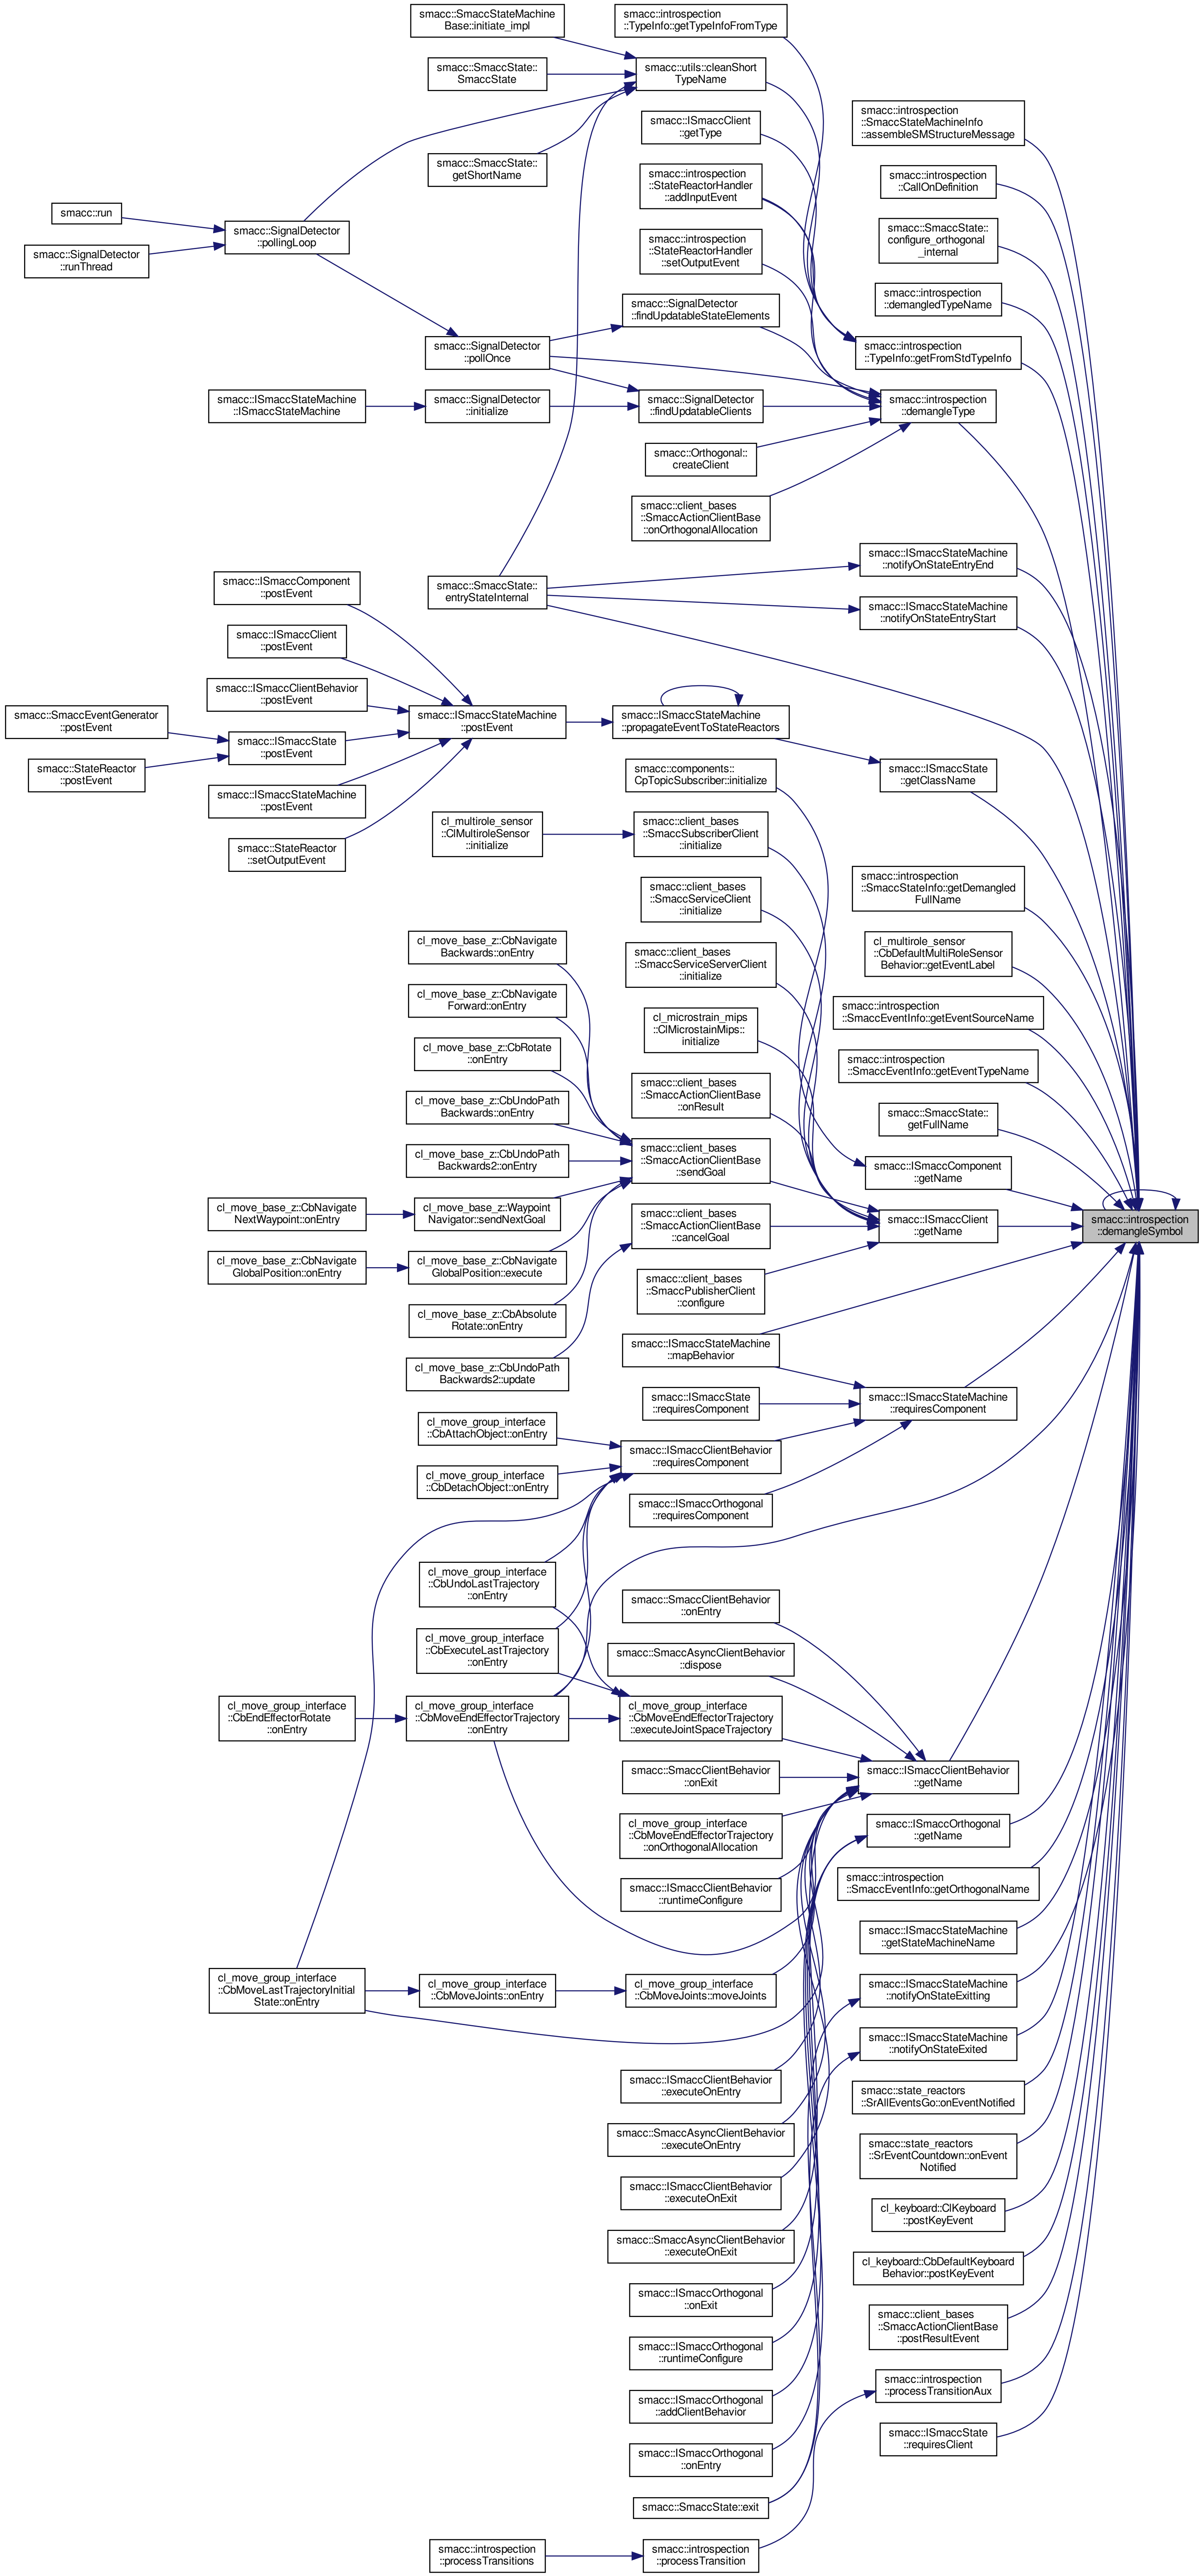 smacc::SmaccStateMachine
Base::initiate_impl
smacc::introspection
::TypeInfo::getTypeInfoFromType
smacc::SmaccState::
SmaccState
smacc::utils::cleanShort
TypeName
smacc::introspection
::SmaccStateMachineInfo
::assembleSMStructureMessage
smacc::ISmaccClient
::getType
smacc::SmaccState::
getShortName
smacc::introspection
::StateReactorHandler
::addInputEvent
smacc::introspection
::CallOnDefinition
smacc::run
smacc::SignalDetector
::runThread
smacc::SignalDetector
::pollingLoop
smacc::introspection
::StateReactorHandler
::setOutputEvent
smacc::SmaccState::
configure_orthogonal
_internal
smacc::introspection
::demangledTypeName
smacc::SignalDetector
::findUpdatableStateElements
smacc::SignalDetector
::pollOnce
smacc::introspection
::TypeInfo::getFromStdTypeInfo
smacc::ISmaccStateMachine
::ISmaccStateMachine
smacc::SignalDetector
::initialize
smacc::SignalDetector
::findUpdatableClients
smacc::introspection
::demangleType
smacc::Orthogonal::
createClient
smacc::client_bases
::SmaccActionClientBase
::onOrthogonalAllocation
smacc::ISmaccStateMachine
::notifyOnStateEntryEnd
smacc::SmaccState::
entryStateInternal
smacc::ISmaccStateMachine
::notifyOnStateEntryStart
smacc::ISmaccComponent
::postEvent
smacc::ISmaccClient
::postEvent
smacc::ISmaccClientBehavior
::postEvent
smacc::SmaccEventGenerator
::postEvent
smacc::ISmaccState
::postEvent
smacc::StateReactor
::postEvent
smacc::ISmaccStateMachine
::postEvent
smacc::StateReactor
::setOutputEvent
smacc::ISmaccStateMachine
::postEvent
smacc::ISmaccStateMachine
::propagateEventToStateReactors
smacc::ISmaccState
::getClassName
smacc::components::
CpTopicSubscriber::initialize
cl_multirole_sensor
::ClMultiroleSensor
::initialize
smacc::client_bases
::SmaccSubscriberClient
::initialize
smacc::client_bases
::SmaccServiceClient
::initialize
smacc::introspection
::SmaccStateInfo::getDemangled
FullName
cl_multirole_sensor
::CbDefaultMultiRoleSensor
Behavior::getEventLabel
cl_move_base_z::CbNavigate
Backwards::onEntry
smacc::client_bases
::SmaccServiceServerClient
::initialize
smacc::introspection
::SmaccEventInfo::getEventSourceName
cl_move_base_z::CbNavigate
Forward::onEntry
cl_microstrain_mips
::ClMicrostainMips::
initialize
smacc::introspection
::SmaccEventInfo::getEventTypeName
cl_move_base_z::CbRotate
::onEntry
smacc::client_bases
::SmaccActionClientBase
::onResult
smacc::SmaccState::
getFullName
cl_move_base_z::CbUndoPath
Backwards::onEntry
cl_move_base_z::CbUndoPath
Backwards2::onEntry
smacc::client_bases
::SmaccActionClientBase
::sendGoal
smacc::ISmaccComponent
::getName
cl_move_base_z::CbNavigate
NextWaypoint::onEntry
cl_move_base_z::Waypoint
Navigator::sendNextGoal
smacc::client_bases
::SmaccActionClientBase
::cancelGoal
smacc::ISmaccClient
::getName
smacc::introspection
::demangleSymbol
cl_move_base_z::CbNavigate
GlobalPosition::onEntry
cl_move_base_z::CbNavigate
GlobalPosition::execute
smacc::client_bases
::SmaccPublisherClient
::configure
cl_move_base_z::CbAbsolute
Rotate::onEntry
smacc::ISmaccStateMachine
::mapBehavior
cl_move_base_z::CbUndoPath
Backwards2::update
smacc::ISmaccState
::requiresComponent
smacc::ISmaccStateMachine
::requiresComponent
cl_move_group_interface
::CbAttachObject::onEntry
smacc::ISmaccClientBehavior
::requiresComponent
cl_move_group_interface
::CbDetachObject::onEntry
smacc::ISmaccOrthogonal
::requiresComponent
cl_move_group_interface
::CbUndoLastTrajectory
::onEntry
smacc::SmaccClientBehavior
::onEntry
cl_move_group_interface
::CbExecuteLastTrajectory
::onEntry
smacc::SmaccAsyncClientBehavior
::dispose
cl_move_group_interface
::CbEndEffectorRotate
::onEntry
cl_move_group_interface
::CbMoveEndEffectorTrajectory
::onEntry
cl_move_group_interface
::CbMoveEndEffectorTrajectory
::executeJointSpaceTrajectory
smacc::SmaccClientBehavior
::onExit
smacc::ISmaccClientBehavior
::getName
cl_move_group_interface
::CbMoveEndEffectorTrajectory
::onOrthogonalAllocation
smacc::ISmaccOrthogonal
::getName
smacc::ISmaccClientBehavior
::runtimeConfigure
smacc::introspection
::SmaccEventInfo::getOrthogonalName
smacc::ISmaccStateMachine
::getStateMachineName
cl_move_group_interface
::CbMoveLastTrajectoryInitial
State::onEntry
cl_move_group_interface
::CbMoveJoints::onEntry
cl_move_group_interface
::CbMoveJoints::moveJoints
smacc::ISmaccStateMachine
::notifyOnStateExitting
smacc::ISmaccStateMachine
::notifyOnStateExited
smacc::ISmaccClientBehavior
::executeOnEntry
smacc::state_reactors
::SrAllEventsGo::onEventNotified
smacc::SmaccAsyncClientBehavior
::executeOnEntry
smacc::state_reactors
::SrEventCountdown::onEvent
Notified
smacc::ISmaccClientBehavior
::executeOnExit
cl_keyboard::ClKeyboard
::postKeyEvent
smacc::SmaccAsyncClientBehavior
::executeOnExit
cl_keyboard::CbDefaultKeyboard
Behavior::postKeyEvent
smacc::ISmaccOrthogonal
::onExit
smacc::client_bases
::SmaccActionClientBase
::postResultEvent
smacc::ISmaccOrthogonal
::runtimeConfigure
smacc::introspection
::processTransitionAux
smacc::ISmaccOrthogonal
::addClientBehavior
smacc::ISmaccState
::requiresClient
smacc::ISmaccOrthogonal
::onEntry
smacc::SmaccState::exit
smacc::introspection
::processTransitions
smacc::introspection
::processTransition